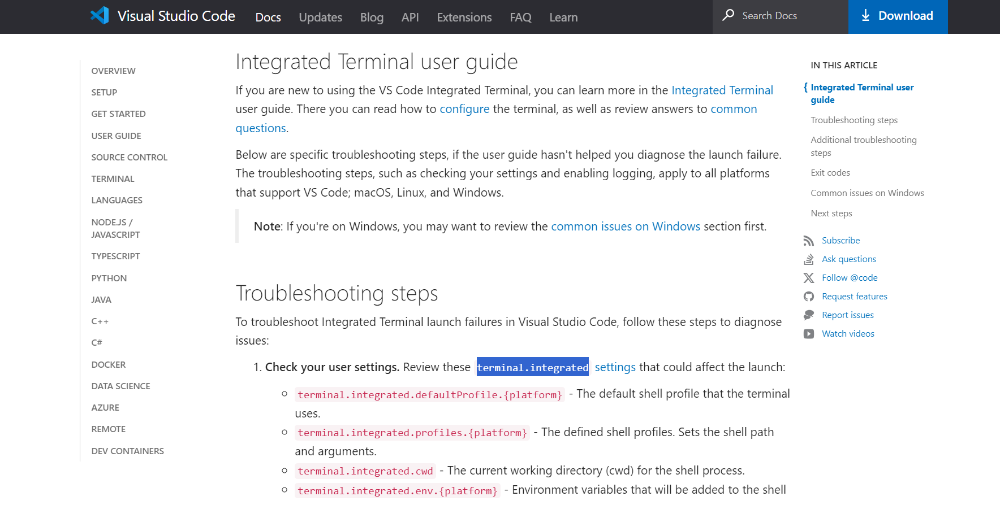 Visual Studio Code
Docs
Updates
Blog
API
Extensions
FAQ
Learn
Search Docs
Download
OVERVIEW
SETUP
GET STARTED
USER GUIDE
SOURCE CONTROL
TERMINAL
LANGUAGES
NODE.JS /
JAVASCRIPT
TYPESCRIPT
PYTHON
JAVA
C++
C#
DOCKER
DATA SCIENCE
AZURE
REMOTE
DEV CONTAINERS
Integrated Terminal user guide
If you are new to using the VS Code Integrated Terminal, you can learn more in the Integrated Terminal
user guide. There you can read how to configure the terminal, as well as review answers to common
questions.
Below are specific troubleshooting steps, if the user guide hasn't helped you diagnose the launch failure.
The troubleshooting steps, such as checking your settings and enabling logging, apply to all platforms
that support VS Code; macOS, Linux, and Windows.
Note: If you're on Windows, you may want to review the common issues on Windows section first.
Troubleshooting steps
To troubleshoot Integrated Terminal launch failures in Visual Studio Code, follow these steps to diagnose
issues:
1. Check your user settings. Review these terminal.integrated settings that could affect the launch:
terminal.integrated.defaultProfile.{platform} - The default shell profile that the terminal
uses.
terminal.integrated.profiles.{platform} - The defined shell profiles. Sets the shell path
and arguments.
terminal.integrated.cwd - The current working directory (cwd) for the shell process.
terminal.integrated.env.{platform} - Environment variables that will be added to the shell
IN THIS ARTICLE
{ Integrated Terminal user
guide
Troubleshooting steps
Additional troubleshooting
steps
Exit codes
Common issues on Windows
Next steps
Subscribe
Ask questions
Follow @code
Request features
Report issues
Watch videos